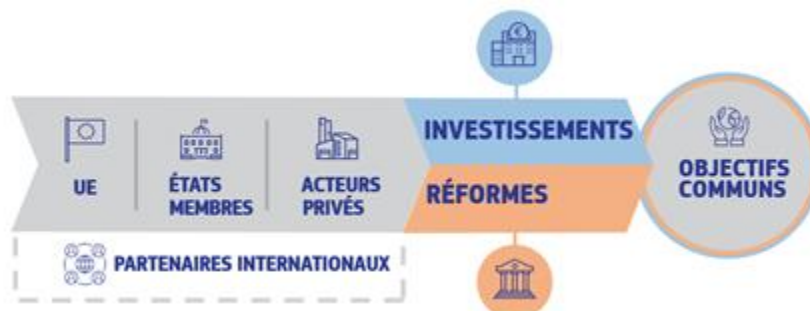 UE
ÉTATS
MEMBRES
ACTEURS
PRIVÉS
INVESTISSEMENTS
RÉFORMES
OBJECTIFS
COMMUNS
PARTENAIRES INTERNATIONAUX